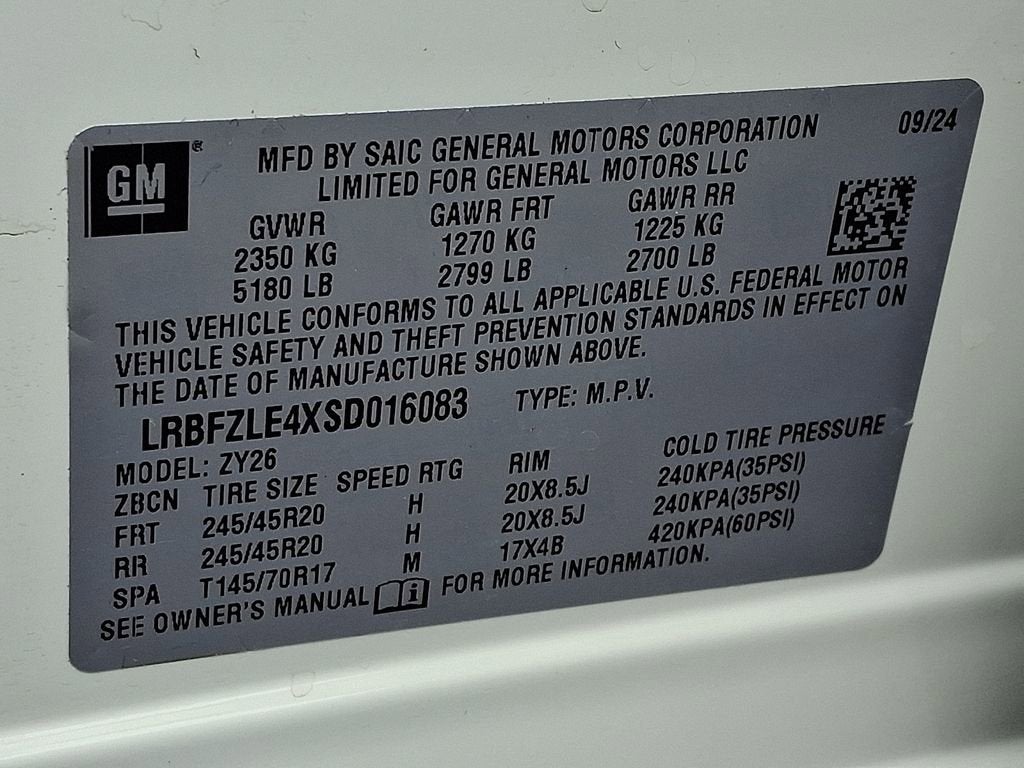 GM ®
MFD BY SAIC GENERAL MOTORS CORPORATION 09/24
LIMITED FOR GENERAL MOTORS LLC
GVWR GAWR FRT GAWR RR
2350 KG 1270 KG 1225 KG
5180 LB 2799 LB 2700 LB
THIS VEHICLE CONFORMS TO ALL APPLICABLE U.S. FEDERAL MOTOR
VEHICLE SAFETY AND THEFT PREVENTION STANDARDS IN EFFECT ON
THE DATE OF MANUFACTURE SHOWN ABOVE.
LRBFZLE4XSD016083 TYPE: M.P.V.
MODEL: ZY26
ZBCN TIRE SIZE SPEED RTG RIM COLD TIRE PRESSURE
FRT 245/45R20 H 20X8.5J 240KPA(35PSI)
RR 245/45R20 H 20X8.5J 240KPA(35PSI)
SPA T145/70R17 M 17X4B 420KPA(60PSI)
SEE OWNER'S MANUAL FOR MORE INFORMATION.